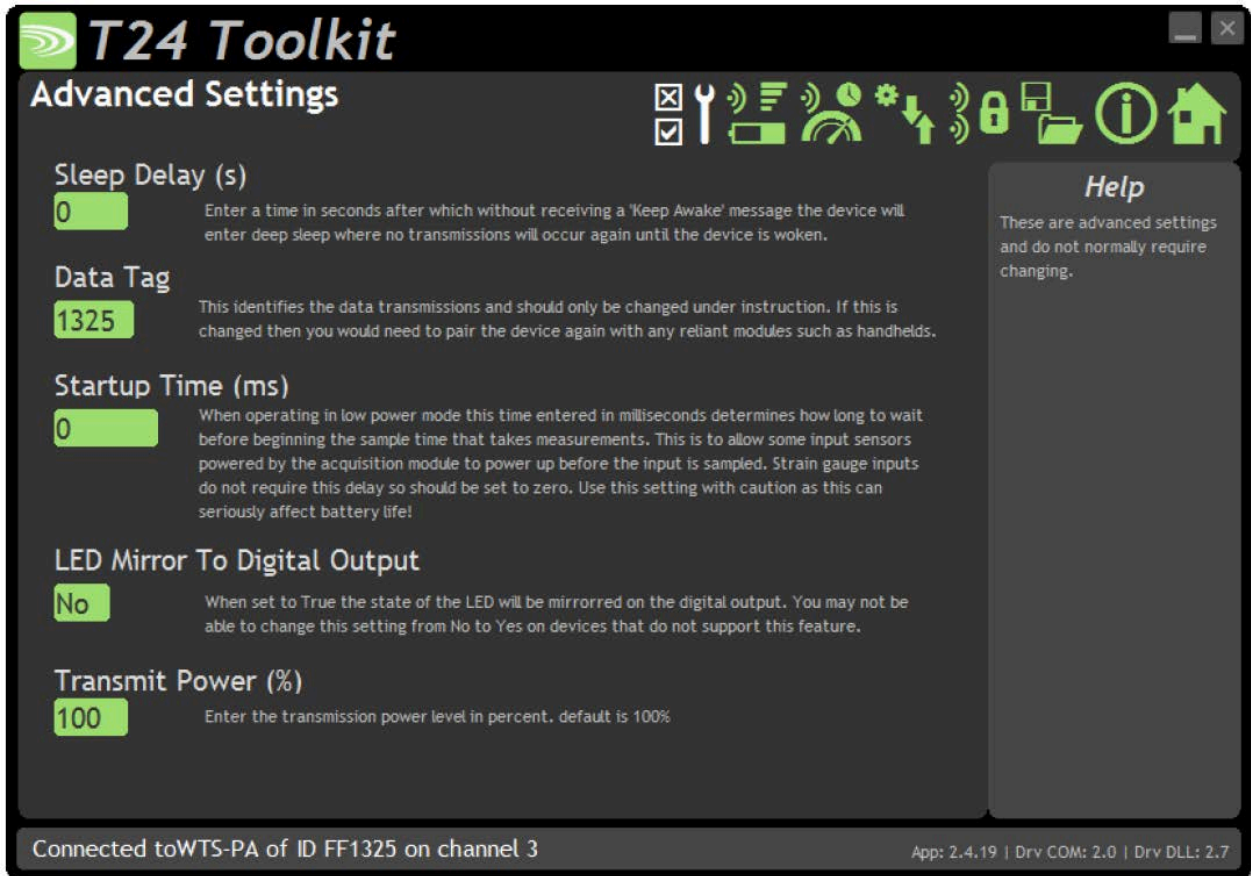 T24 Toolkit
Advanced Settings
Sleep Delay (s)
0
Enter a time in seconds after which without receiving a 'Keep Awake' message the device will
enter deep sleep where no transmissions will occur again until the device is woken.
Data Tag
1325
This identifies the data transmissions and should only be changed under instruction. If this is
changed then you would need to pair the device again with any reliant modules such as handhelds.
Startup Time (ms)
0
When operating in low power mode this time entered in milliseconds determines how long to wait
before beginning the sample time that takes measurements. This is to allow some input sensors
powered by the acquisition module to power up before the input is sampled. Strain gauge inputs
do not require this delay so should be set to zero. Use this setting with caution as this can
seriously affect battery life!
LED Mirror To Digital Output
No
When set to True the state of the LED will be mirrorred on the digital output. You may not be
able to change this setting from No to Yes on devices that do not support this feature.
Transmit Power (%)
100
Enter the transmission power level in percent. default is 100%
Help
These are advanced settings
and do not normally require
changing.
Connected toWTS-PA of ID FF1325 on channel 3
App: 2.4.19 | Drv COM: 2.0 | Drv DLL: 2.7